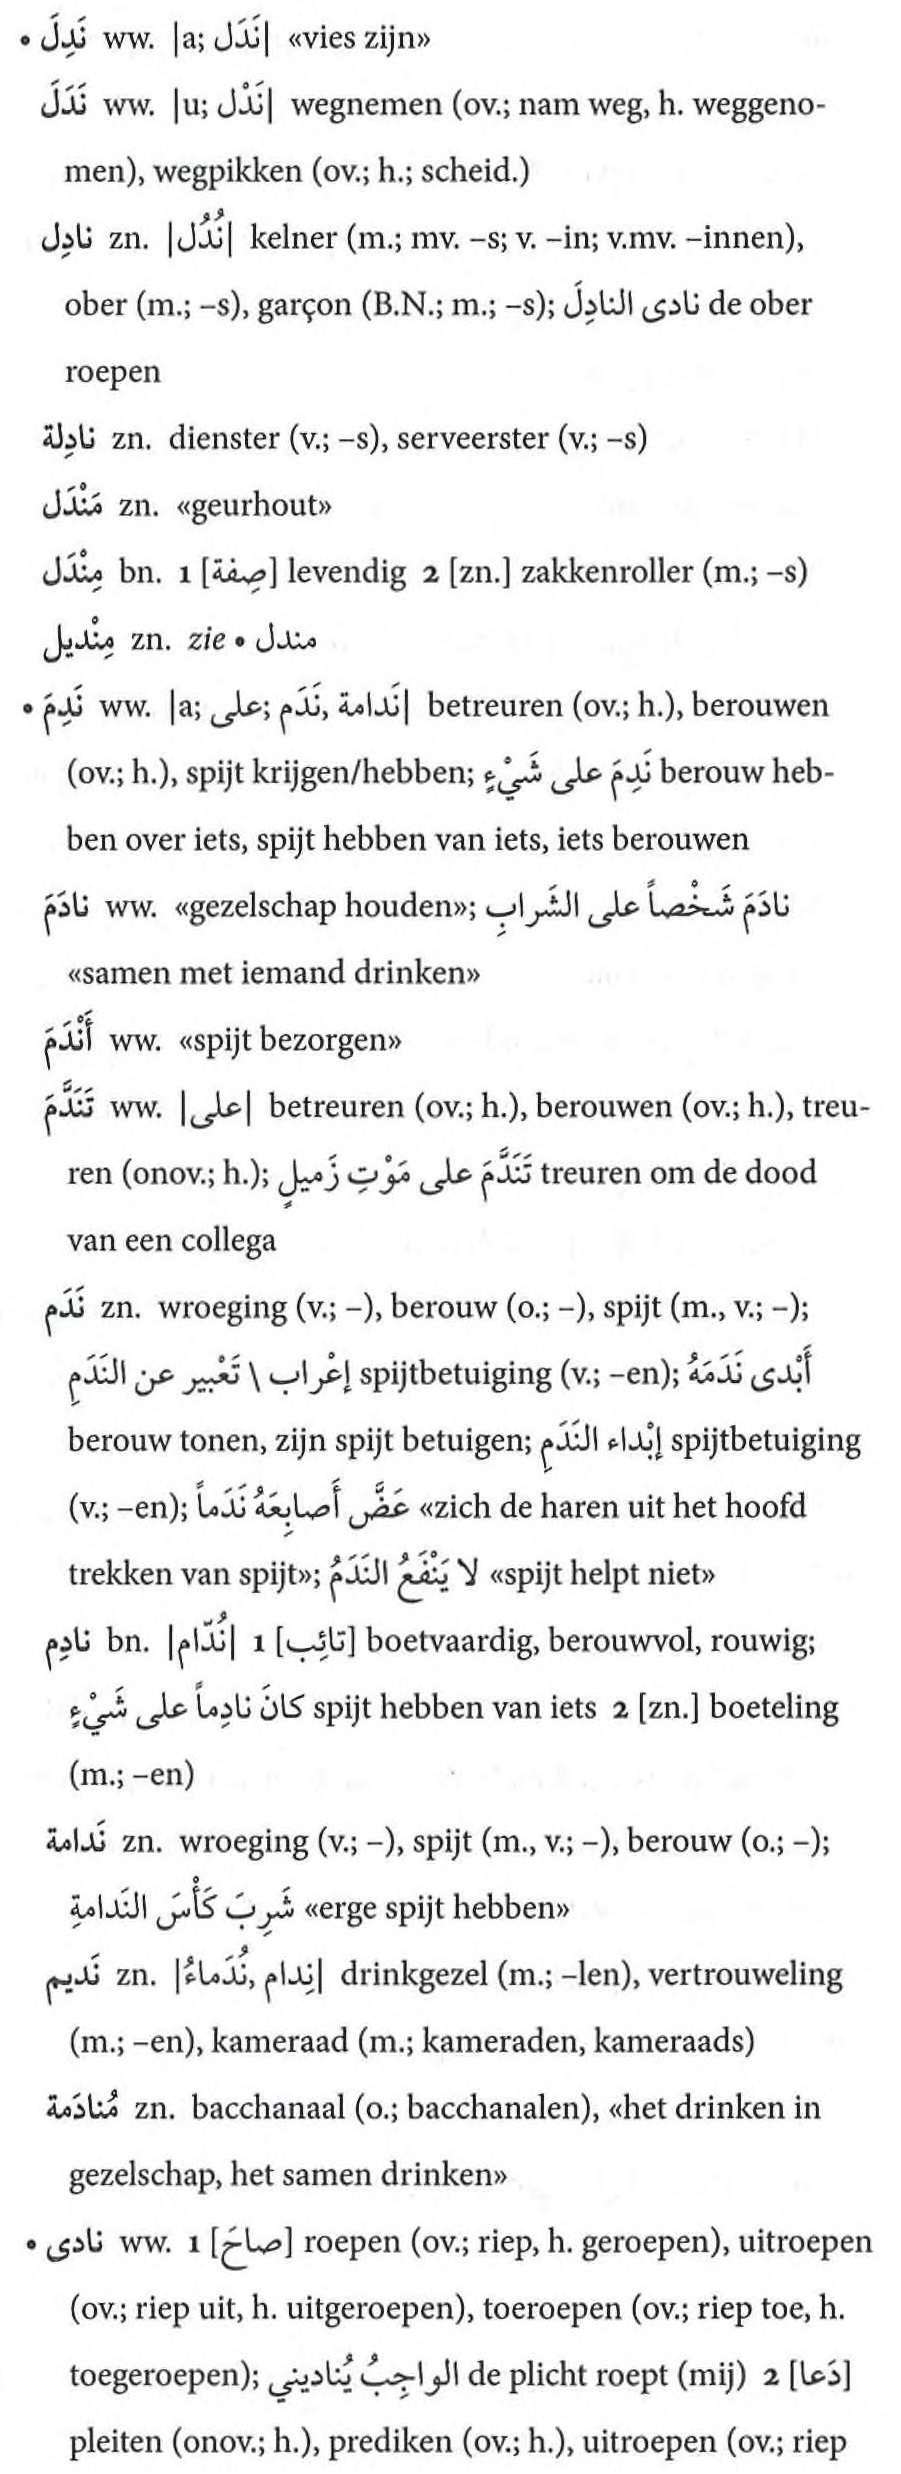 • نَدِلَ ww. |a; نَدَل| «vies zijn»
نَدَلَ ww. |u; نَدْل| wegnemen (ov.; nam weg, h. weggeno-
men), wegpikken (ov.; h.; scheid.)
نادِل zn. |نُدُل| kelner (m.; mv. –s; v. –in; v.mv. –innen),
ober (m.; –s), garçon (B.N.; m.; –s); نادى النادِلَ de ober
roepen
نادِلة zn. dienster (v.; –s), serveerster (v.; –s)
مَنْدَل zn. «geurhout»
مِنْدَل bn. 1 [صِفة] levendig 2 [zn.] zakkenroller (m.; –s)
مِنْديل zn. zie • مندل
• نَدِمَ ww. |a; نَدامة, نَدَم; على| betreuren (ov.; h.), berouwen
(ov.; h.), spijt krijgen/hebben; نَدِمَ على شَيْءٍ berouw heb-
ben over iets, spijt hebben van iets, iets berouwen
نادَمَ ww. «gezelschap houden»; نادَمَ شَخْصاً على الشَرابِ
«samen met iemand drinken»
أَنْدَمَ ww. «spijt bezorgen»
تَنَدَّمَ ww. |على| betreuren (ov.; h.), berouwen (ov.; h.), treu-
ren (onov.; h.); تَنَدَّمَ على مَوْتِ زَميلٍ treuren om de dood
van een collega
نَدَم zn. wroeging (v.; –), berouw (o.; –), spijt (m., v.; –);
إعْراب \ تَعْبير عن النَدَمِ spijtbetuiging (v.; –en); أَبْدى نَدَمَهُ
berouw tonen, zijn spijt betuigen; إبْداء النَدَمِ spijtbetuiging
(v.; –en); عَضَّ أَصابِعَهُ نَدَماً «zich de haren uit het hoofd
trekken van spijt»; لا يَنْفَعُ النَدَمُ «spijt helpt niet»
نادِم bn. |نُدّام| 1 [تائِب] boetvaardig, berouwvol, rouwig;
كانَ نادِماً على شَيْءٍ spijt hebben van iets 2 [zn.] boeteling
(m.; –en)
نَدامة zn. wroeging (v.; –), spijt (m., v.; –), berouw (o.; –);
شَرِبَ كَأْسَ النَدامةِ «erge spijt hebben»
نَديم zn. |نِدام, نُدَماءُ| drinkgezel (m.; –len), vertrouweling
(m.; –en), kameraad (m.; kameraden, kameraads)
مُنادَمة zn. bacchanaal (o.; bacchanalen), «het drinken in
gezelschap, het samen drinken»
• نادى ww. 1 [صاحَ] roepen (ov.; riep, h. geroepen), uitroepen
(ov.; riep uit, h. uitgeroepen), toeroepen (ov.; riep toe, h.
toegeroepen); الواجِبُ يُناديني de plicht roept (mij) 2 [دَعا]
pleiten (onov.; h.), prediken (ov.; h.), uitroepen (ov.; riep